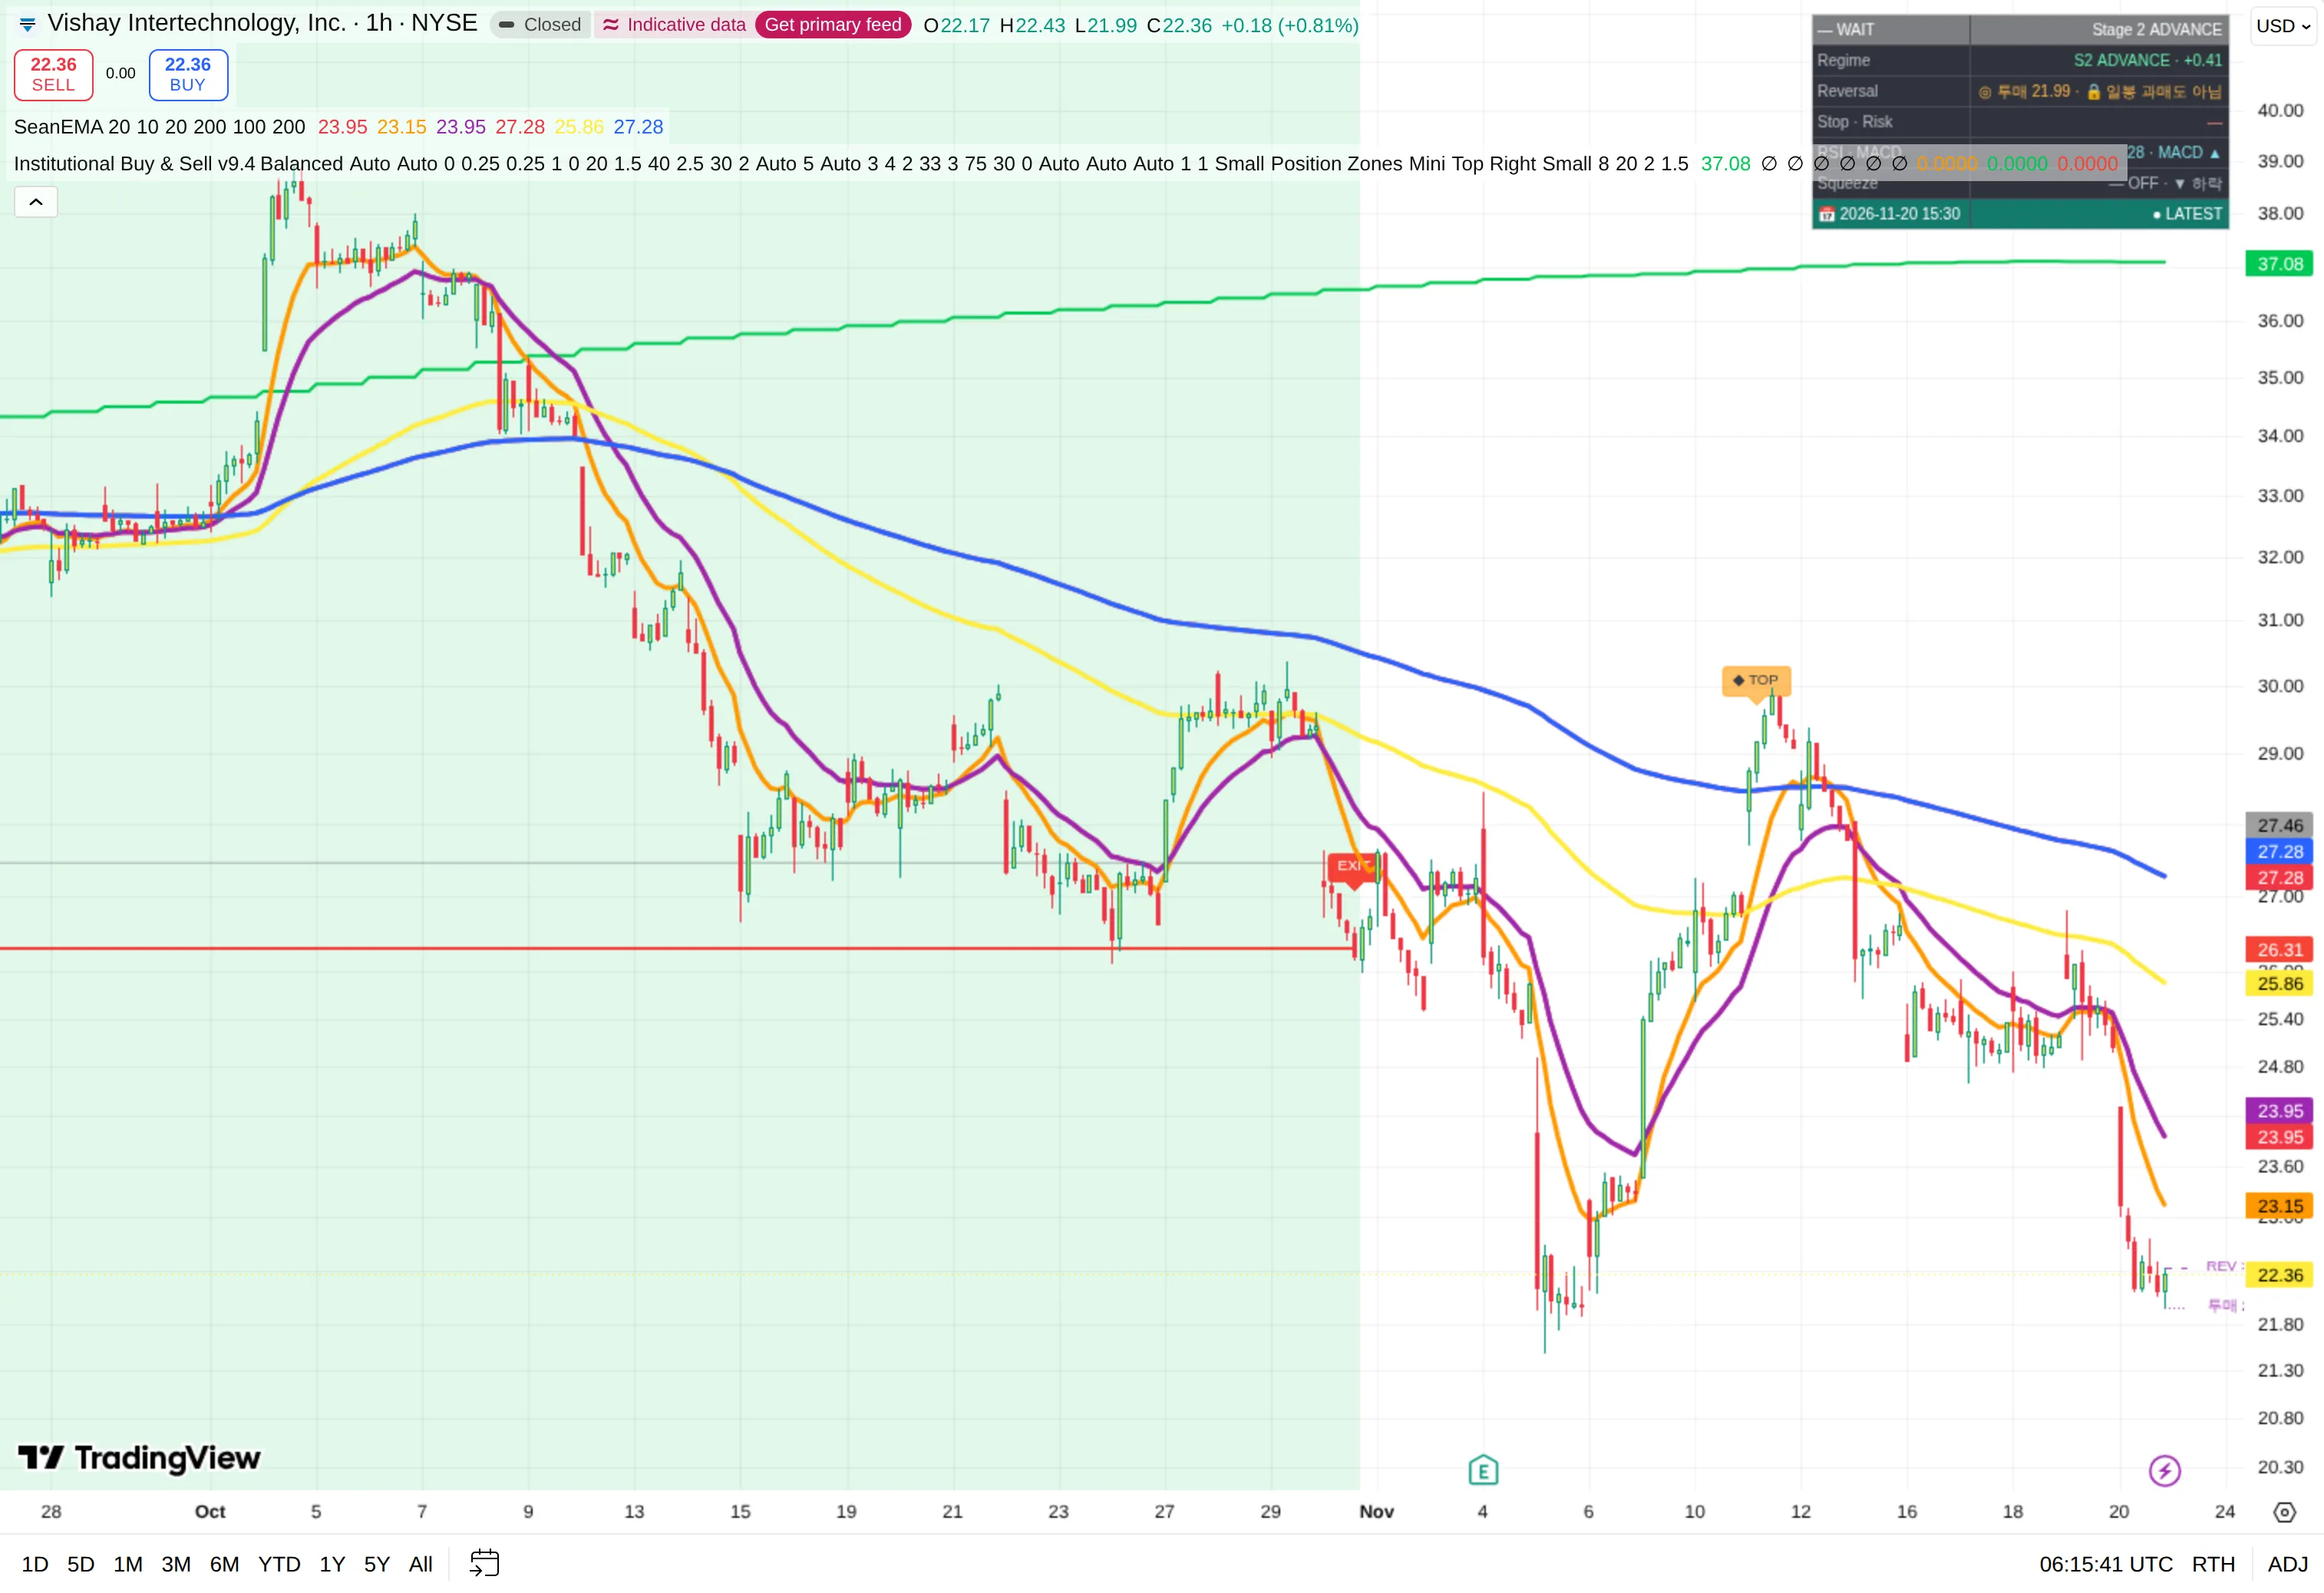 Vishay Intertechnology, Inc. · 1h · NYSE Closed Indicative data Get primary feed O22.17 H22.43 L21.99 C22.36 +0.18 (+0.81%)
22.36 SELL 0.00 22.36 BUY
SeanEMA 20 10 20 200 100 200 23.95 23.15 23.95 27.28 25.86 27.28
Institutional Buy & Sell v9.4 Balanced Auto Auto 0 0.25 0.25 1 0 20 1.5 40 2.5 30 2 Auto 5 Auto 3 4 2 33 3 75 30 0 Auto Auto Auto 1 1 Small Position Zones Mini Top Right Small 8 20 2 1.5 37.08 ∅ ∅ ∅ ∅ ∅ ∅ 0.0000 0.0000 0.0000
— WAIT Stage 2 ADVANCE
Regime S2 ADVANCE · +0.41
Reversal ◎ 투매 21.99 · 🔒 일봉 과매도 아님
Stop · Risk —
RSI · MACD 28 · MACD ▲
Squeeze — OFF · ▼ 하락
📅 2026-11-20 15:30 ● LATEST
USD
40.00
39.00
38.00
37.08
36.00
35.00
34.00
33.00
32.00
31.00
30.00
29.00
27.46
27.28
27.28
27.00
26.31
25.86
25.40
24.80
23.95
23.95
23.60
23.15
22.36
21.80
21.30
20.80
20.30
◆ TOP
EXIT
REV
투매
E
TradingView
28 Oct 5 7 9 13 15 19 21 23 27 29 Nov 4 6 10 12 16 18 20 24
1D 5D 1M 3M 6M YTD 1Y 5Y All 06:15:41 UTC RTH ADJ